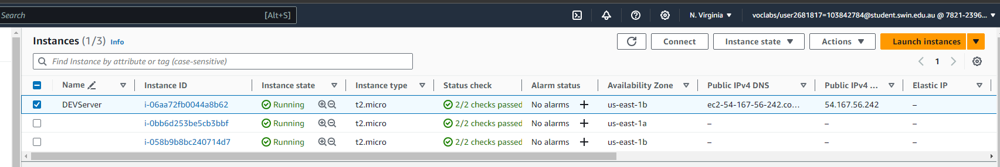 Search [Alt+S] N. Virginia voclabs/user2681817=103842784@student.swin.edu.au @ 7821-2396...
Instances (1/3) Info Connect Instance state Actions Launch instances
Find Instance by attribute or tag (case-sensitive) 1
Name Instance ID Instance state Instance type Status check Alarm status Availability Zone Public IPv4 DNS Public IPv4 ... Elastic IP
DEVServer i-06aa72fb0044a8b62 Running t2.micro 2/2 checks passed No alarms + us-east-1b ec2-54-167-56-242.co... 54.167.56.242 –
i-0bb6d253be5cb3bbf Running t2.micro 2/2 checks passed No alarms + us-east-1a – – –
i-058b9b8bc240714d7 Running t2.micro 2/2 checks passed No alarms + us-east-1b – – –